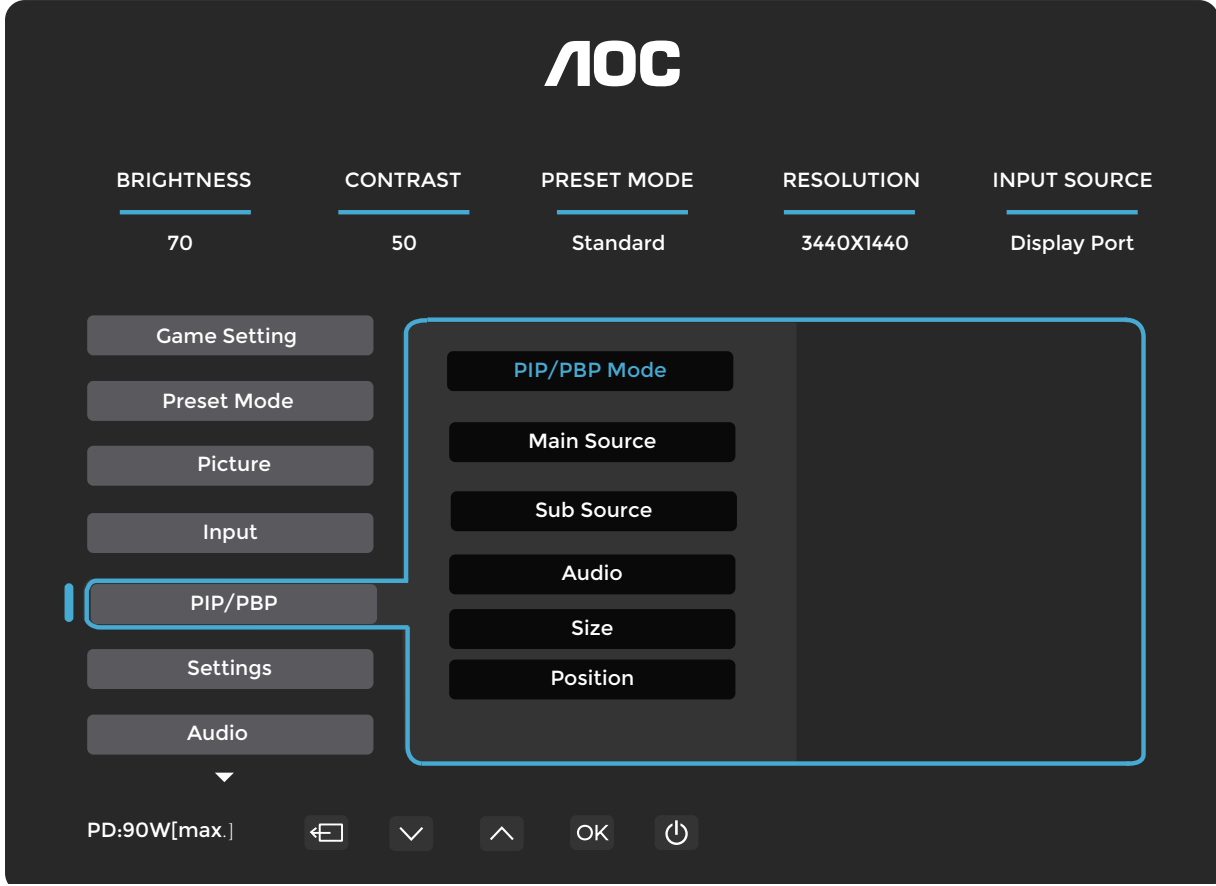 AOC
BRIGHTNESS CONTRAST PRESET MODE RESOLUTION INPUT SOURCE
70 50 Standard 3440X1440 Display Port
Game Setting
Preset Mode
Picture
Input
PIP/PBP
Settings
Audio
PIP/PBP Mode
Main Source
Sub Source
Audio
Size
Position
PD:90W[max.]
OK